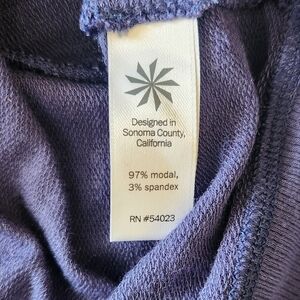 Designed in
Sonoma County,
California
97% modal,
3% spandex
RN #54023